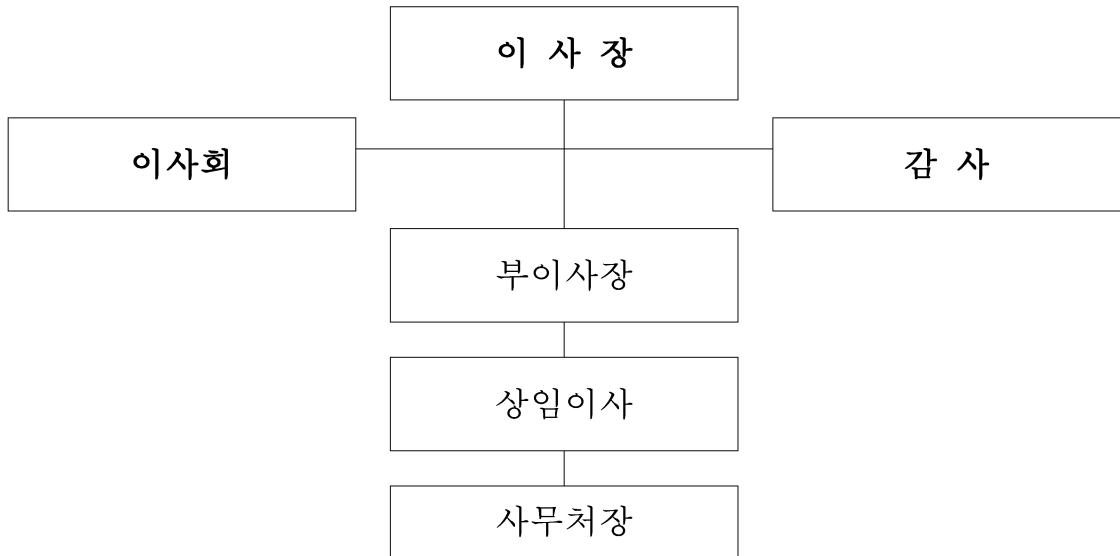 이 사 장
이사회
감 사
부이사장
상임이사
사무처장